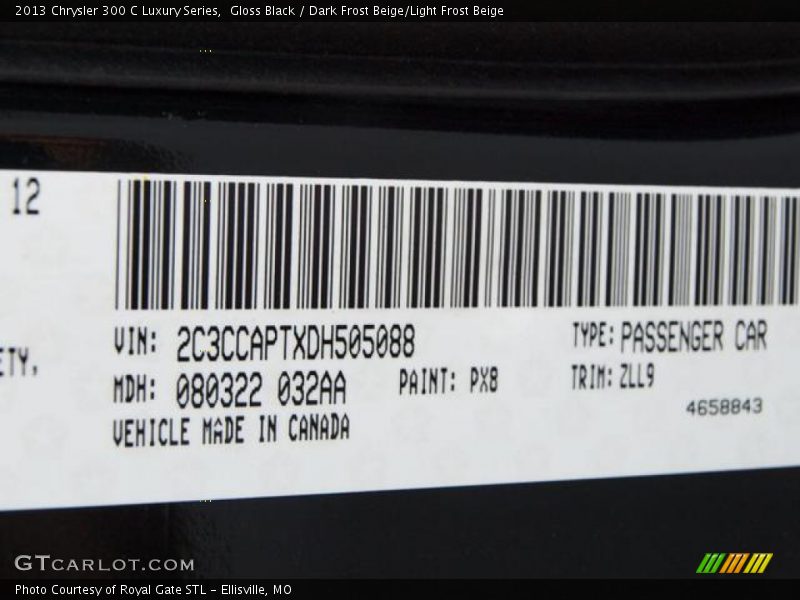 2013 Chrysler 300 C Luxury Series,  Gloss Black / Dark Frost Beige/Light Frost Beige
12
ETY,
VIN: 2C3CCAPTXDH505088
TYPE: PASSENGER CAR
MDH: 080322 032AA
PAINT: PX8
TRIM: ZLL9
4658843
VEHICLE MADE IN CANADA
GTCARLOT.COM
Photo Courtesy of Royal Gate STL - Ellisville, MO